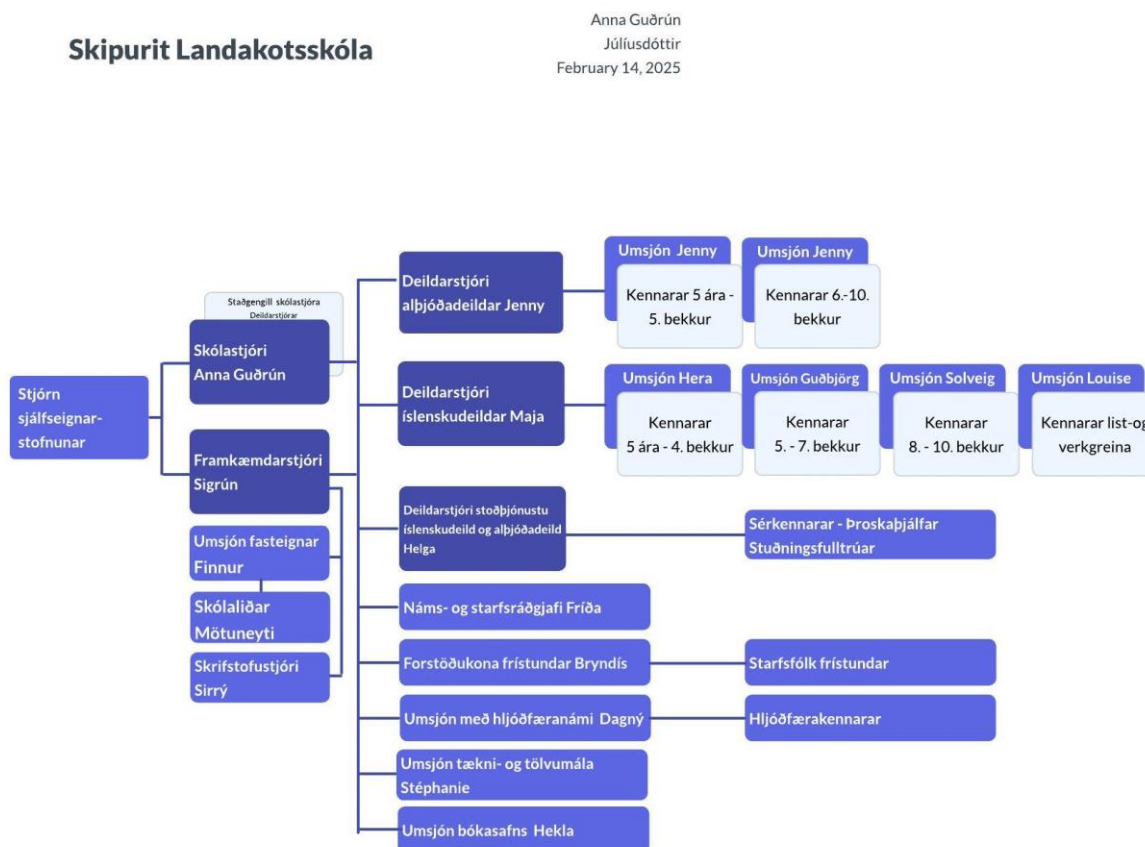 Skipurit Landakotsskóla
Anna Guðrún
Júlíusdóttir
February 14, 2025
Stjórn
sjálfseignar-
stofnunar
Staðgengill skólastjóra
Deildarstjórar
Skólastjóri
Anna Guðrún
Framkæmdarstjóri
Sigrún
Umsjón fasteignar
Finnur
Skólaliðar
Mötuneyti
Skrifstofustjóri
Sirrý
Deildarstjóri
alþjóðadeildar Jenny
Umsjón Jenny
Kennarar 5 ára -
5. bekkur
Umsjón Jenny
Kennarar 6.-10.
bekkur
Deildarstjóri
íslenskudeildar Maja
Umsjón Hera
Kennarar
5 ára - 4. bekkur
Umsjón Guðbjörg
Kennarar
5. - 7. bekkur
Umsjón Solveig
Kennarar
8. - 10. bekkur
Umsjón Louise
Kennarar list-og
verkgreina
Deildarstjóri stoðþjónustu
íslenskudeild og alþjóðadeild
Helga
Sérkennarar - Þroskaþjálfar
Stuðningsfulltrúar
Náms- og starfsráðgjafi Fríða
Forstöðukona frístundar Bryndís
Starfsfólk frístundar
Umsjón með hljóðfæranámi Dagný
Hljóðfærakennarar
Umsjón tækni- og tölvumála
Stéphanie
Umsjón bókasafns Hekla